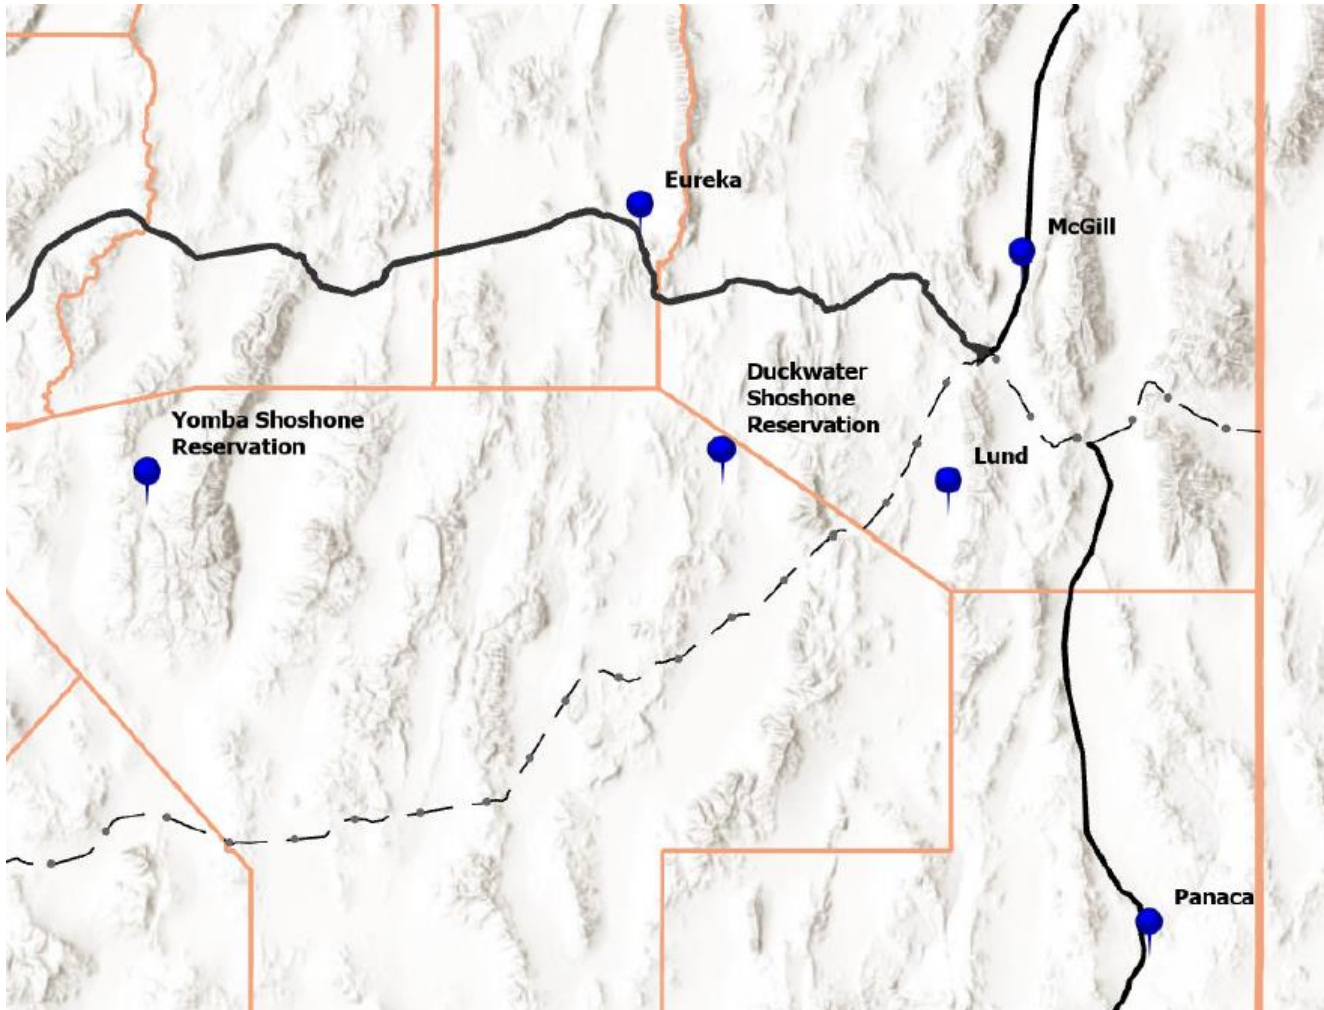 Eureka
McGill
Duckwater
Shoshone
Reservation
Yomba Shoshone
Reservation
Lund
Panaca